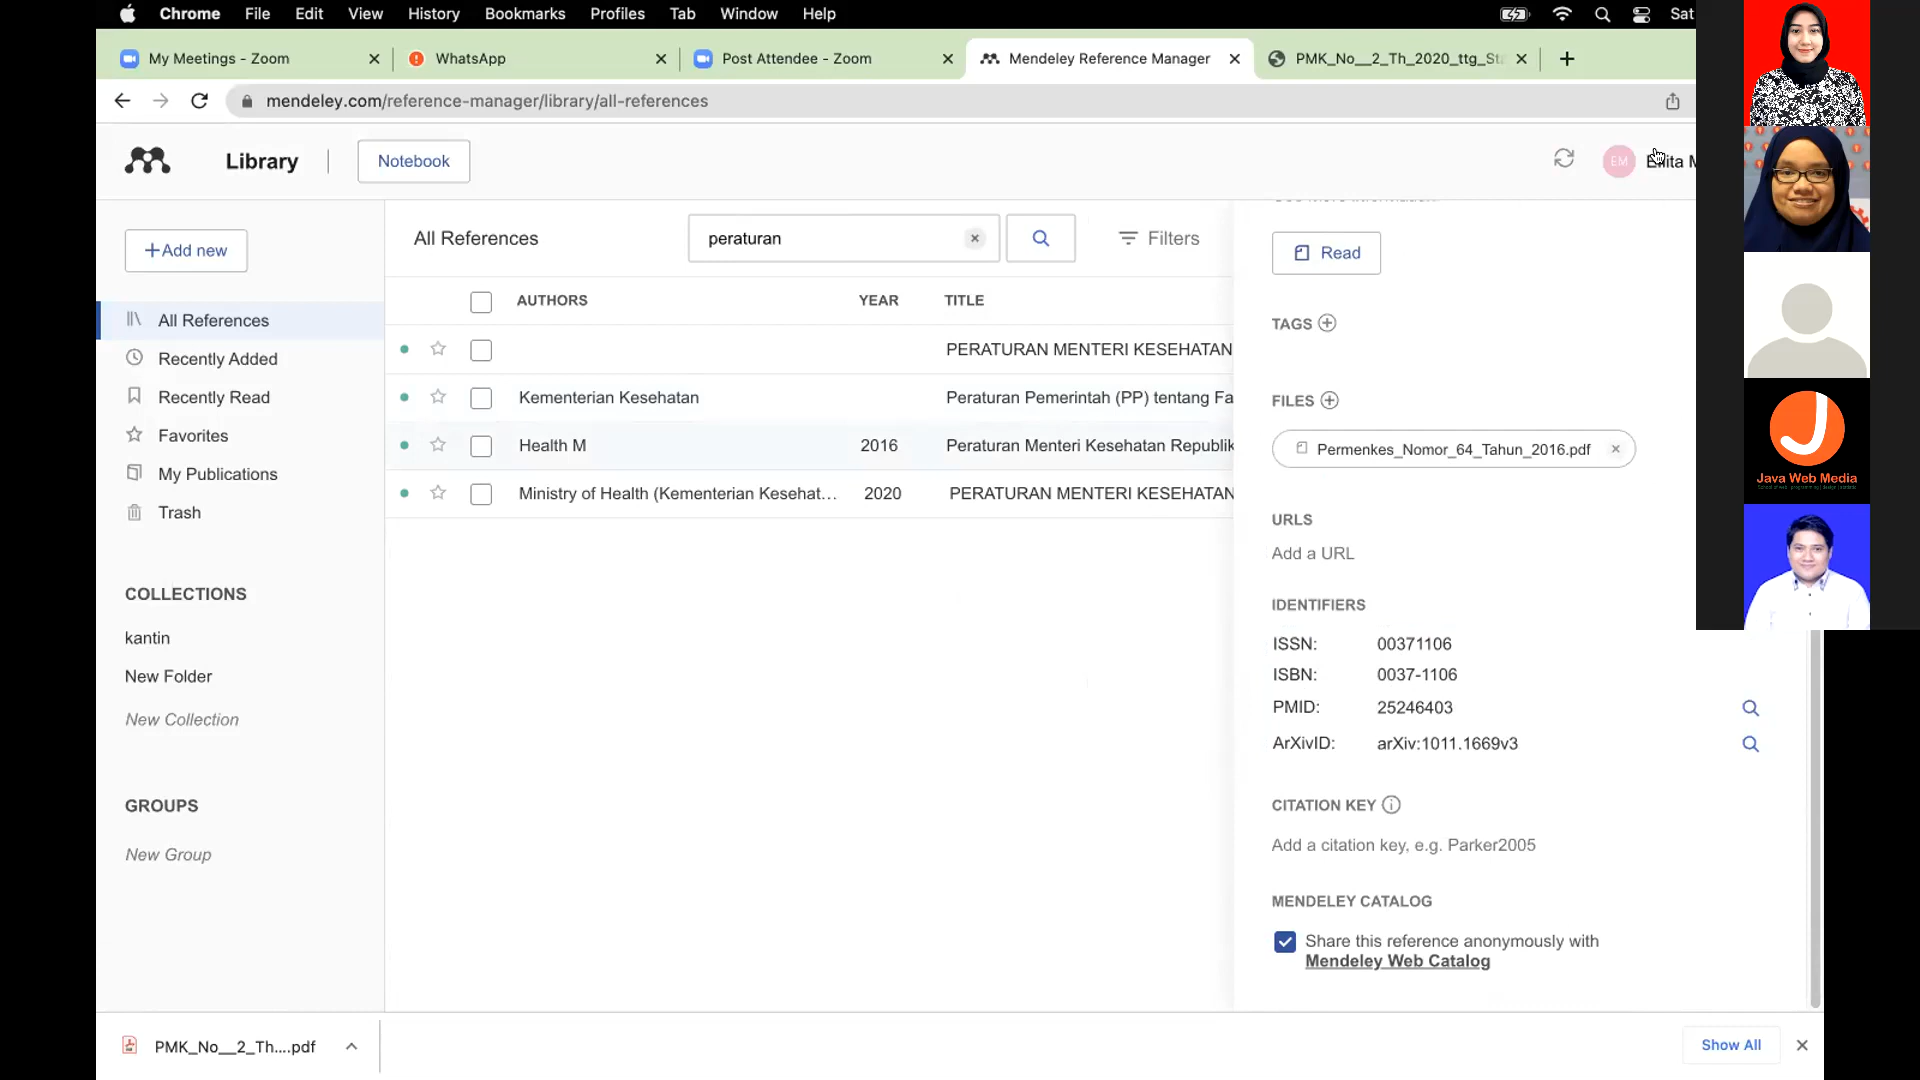 Chrome File Edit View History Bookmarks Profiles Tab Window Help Sat
My Meetings - Zoom WhatsApp Post Attendee - Zoom Mendeley Reference Manager PMK_No__2_Th_2020_ttg_Sta
mendeley.com/reference-manager/library/all-references
Library Notebook EM
+Add new
All References
Recently Added
Recently Read
Favorites
My Publications
Trash
COLLECTIONS
kantin
New Folder
New Collection
GROUPS
New Group
All References peraturan Filters
AUTHORS YEAR TITLE
PERATURAN MENTERI KESEHATAN
Kementerian Kesehatan Peraturan Pemerintah (PP) tentang Fa
Health M 2016 Peraturan Menteri Kesehatan Republik
Ministry of Health (Kementerian Kesehat... 2020 PERATURAN MENTERI KESEHATAN
Read
TAGS
FILES
Permenkes_Nomor_64_Tahun_2016.pdf
URLS
Add a URL
IDENTIFIERS
ISSN: 00371106
ISBN: 0037-1106
PMID: 25246403
ArXivID: arXiv:1011.1669v3
CITATION KEY
Add a citation key, e.g. Parker2005
MENDELEY CATALOG
Share this reference anonymously with
Mendeley Web Catalog
Java Web Media
PMK_No__2_Th....pdf Show All